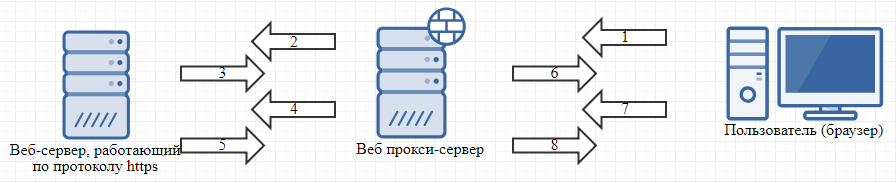 1
2
3
6
4
7
5
8
Веб-сервер, работающий
по протоколу https
Веб прокси-сервер
Пользователь (браузер)